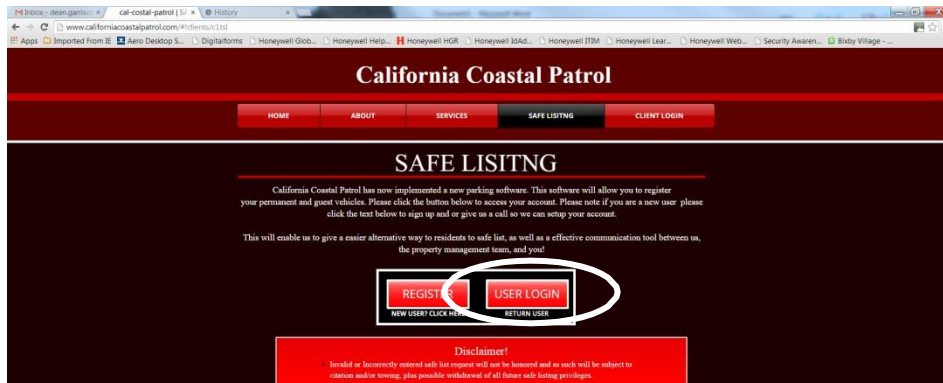 Inbox - dean.garrison
cal-costal-patrol | S/
History
www.californiacoastalpatrol.com/#!clients/c1tsl
Apps Imported From IE Aero Desktop S... Digitalforms Honeywell Glob... Honeywell Help... Honeywell HGR Honeywell IdAd... Honeywell ITIM Honeywell Lear... Honeywell Web... Security Awaren... Bixby Village - ...
California Coastal Patrol
HOME ABOUT SERVICES SAFE LISITNG CLIENT LOGIN
SAFE LISITNG
California Coastal Patrol has now implemented a new parking software. This software will allow you to register
your permanent and guest vehicles. Please click the button below to access your account. Please note if you are a new user please
click the text below to sign up and or give us a call so we can setup your account.
This will enable us to give a easier alternative way to residents to safe list, as well as a effective communication tool between us,
the property management team, and you!
REGISTER USER LOGIN
NEW USER? CLICK HERE RETURN USER
Disclaimer!
Invalid or Incorrectly entered safe list request will not be honored and as such will be subject to
citation and/or towing, plus possible withdrawal of all future safe listing privileges.